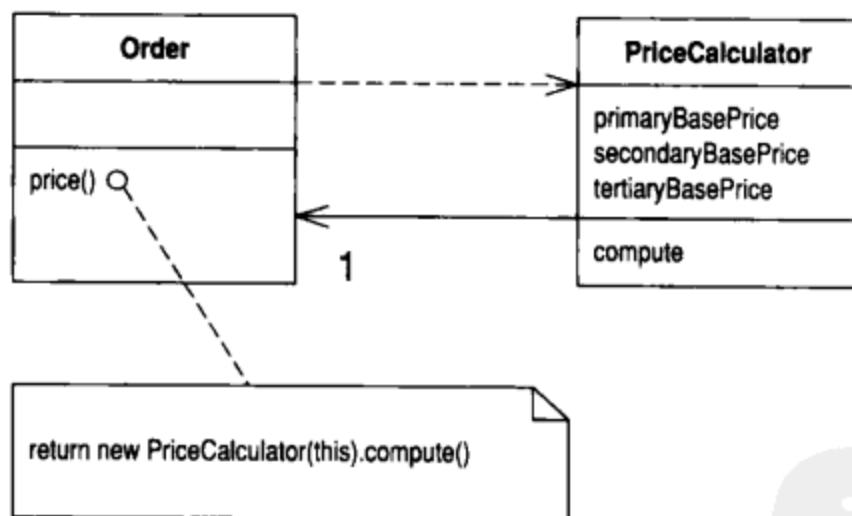 Order
PriceCalculator
primaryBasePrice
secondaryBasePrice
tertiaryBasePrice
price()
compute
1
return new PriceCalculator(this).compute()